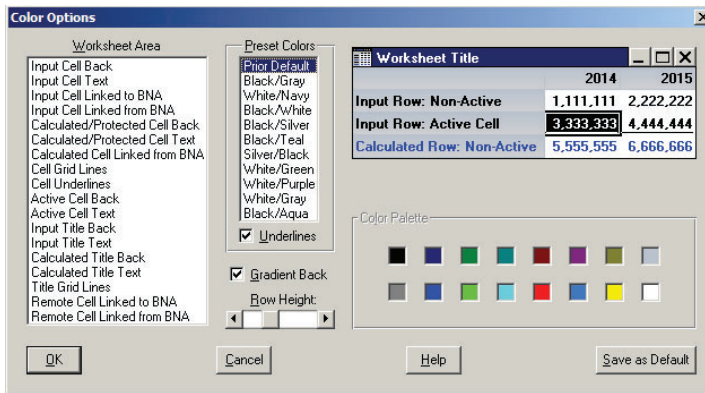 Color Options
Worksheet Area
Input Cell Back
Input Cell Text
Input Cell Linked to BNA
Input Cell Linked from BNA
Calculated/Protected Cell Back
Calculated/Protected Cell Text
Calculated Cell Linked from BNA
Cell Grid Lines
Cell Underlines
Active Cell Back
Active Cell Text
Input Title Back
Input Title Text
Calculated Title Back
Calculated Title Text
Title Grid Lines
Remote Cell Linked to BNA
Remote Cell Linked from BNA
Preset Colors
Prior Default
Black/Gray
White/Navy
Black/White
Black/Silver
Black/Teal
Silver/Black
White/Green
White/Purple
White/Gray
Black/Aqua
Underlines
Gradient Back
Row Height:
Worksheet Title
2014 2015
Input Row: Non-Active 1,111,111 2,222,222
Input Row: Active Cell 3,333,333 4,444,444
Calculated Row: Non-Active 5,555,555 6,666,666
Color Palette
OK
Cancel
Help
Save as Default